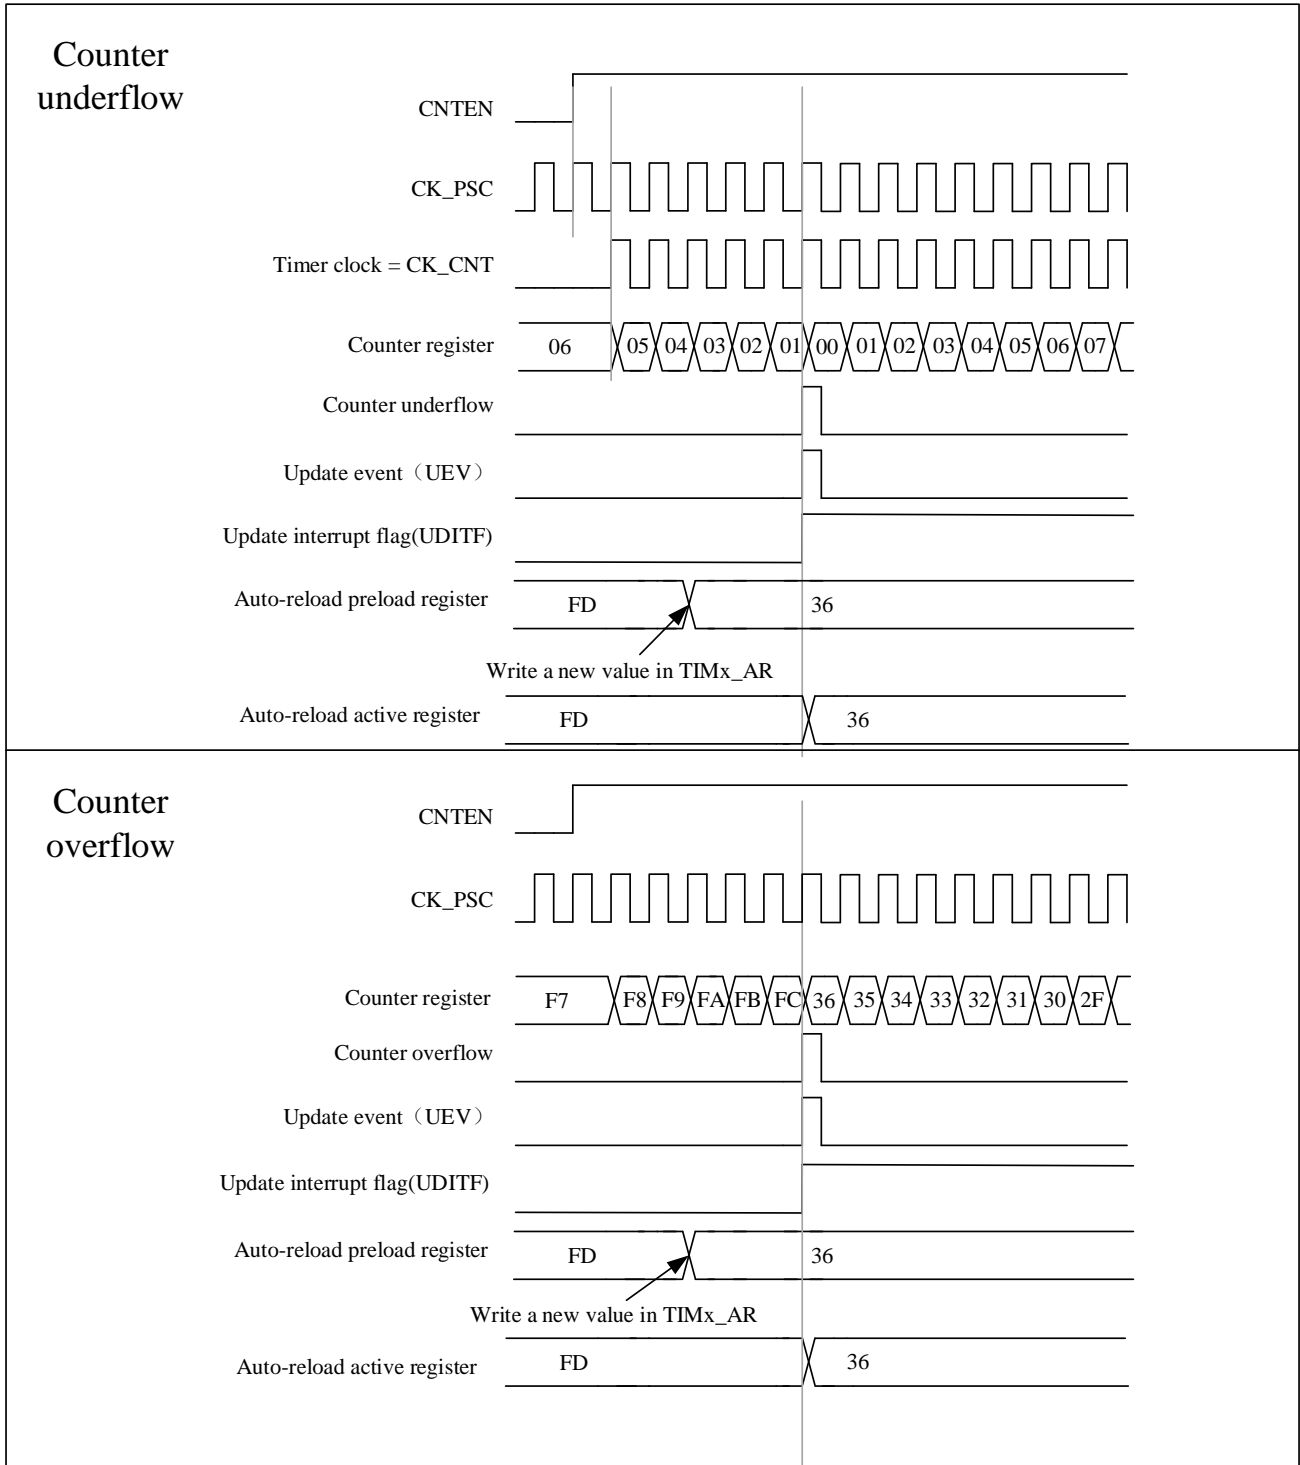 Counter
underflow
CNTEN
CK_PSC
Timer clock = CK_CNT
Counter register 06 05 04 03 02 01 00 01 02 03 04 05 06 07
Counter underflow
Update event（UEV）
Update interrupt flag(UDITF)
Auto-reload preload register FD 36
Write a new value in TIMx_AR
Auto-reload active register FD 36
Counter
overflow
CNTEN
CK_PSC
Counter register F7 F8 F9 FA FB FC 36 35 34 33 32 31 30 2F
Counter overflow
Update event（UEV）
Update interrupt flag(UDITF)
Auto-reload preload register FD 36
Write a new value in TIMx_AR
Auto-reload active register FD 36